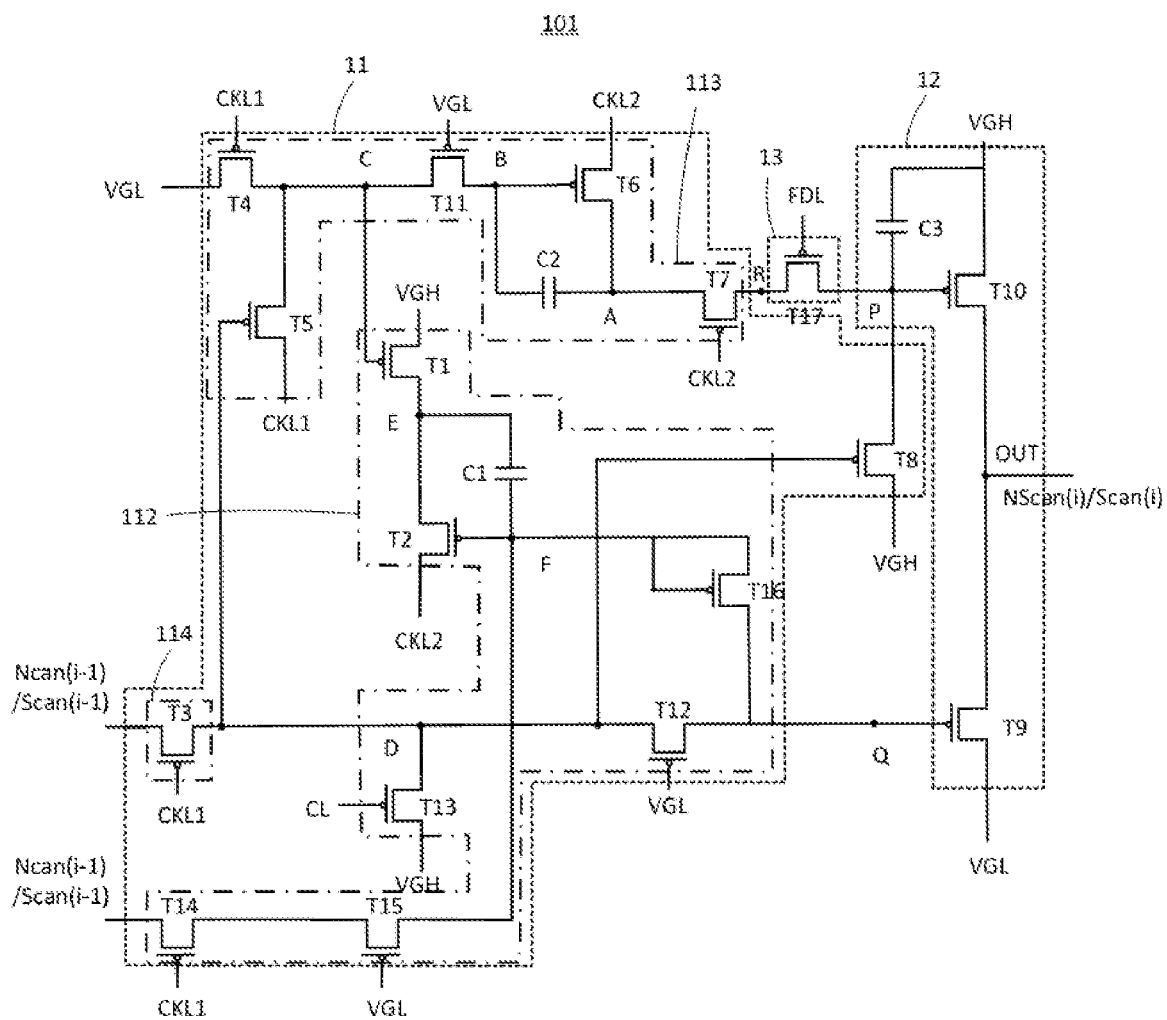 101
11
CKL1
VGL
113
CKL2
12
VGH
VGL
T4
C
T11
B
T6
13
FDL
C3
C2
T7
R
T17
P
T10
A
T5
VGH
T1
CKL2
CKL1
E
C1
T8
OUT
NScan(i)/Scan(i)
112
T2
F
T16
VGH
CKL2
114
Ncan(i-1)
/Scan(i-1)
T3
D
T12
Q
T9
CKL1
CL
T13
VGL
VGH
VGL
Ncan(i-1)
/Scan(i-1)
T14
T15
CKL1
VGL